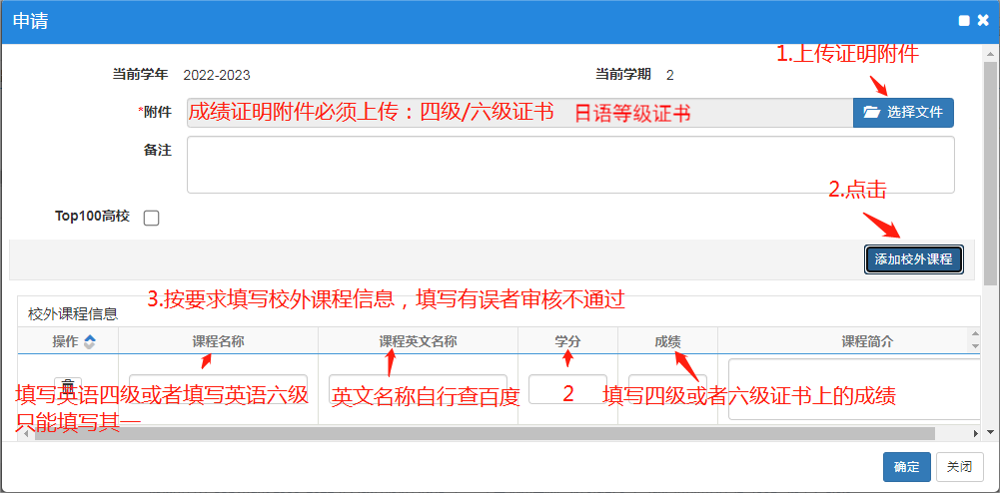 申请
1.上传证明附件
当前学年 2022-2023 当前学期 2
*附件 成绩证明附件必须上传：四级/六级证书 日语等级证书 选择文件
备注
2.点击
Top100高校
添加校外课程
3.按要求填写校外课程信息，填写有误者审核不通过
校外课程信息
操作 课程名称 课程英文名称 学分 成绩 课程简介
填写英语四级或者填写英语六级 英文名称自行查百度 2 填写四级或者六级证书上的成绩
只能填写其一
确定 关闭